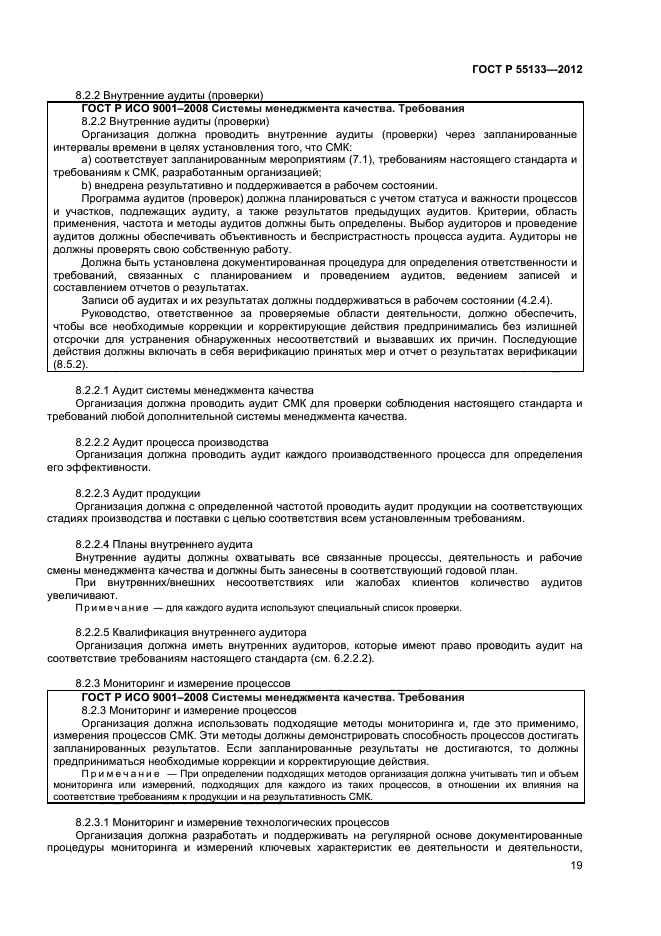 ГОСТ Р 55133—2012
8.2.2 Внутренние аудиты (проверки)
ГОСТ Р ИСО 9001–2008 Системы менеджмента качества. Требования
8.2.2 Внутренние аудиты (проверки)
Организация должна проводить внутренние аудиты (проверки) через запланированные
интервалы времени в целях установления того, что СМК:
a) соответствует запланированным мероприятиям (7.1), требованиям настоящего стандарта и
требованиям к СМК, разработанным организацией;
b) внедрена результативно и поддерживается в рабочем состоянии.
Программа аудитов (проверок) должна планироваться с учетом статуса и важности процессов
и участков, подлежащих аудиту, а также результатов предыдущих аудитов. Критерии, область
применения, частота и методы аудитов должны быть определены. Выбор аудиторов и проведение
аудитов должны обеспечивать объективность и беспристрастность процесса аудита. Аудиторы не
должны проверять свою собственную работу.
Должна быть установлена документированная процедура для определения ответственности и
требований, связанных с планированием и проведением аудитов, ведением записей и
составлением отчетов о результатах.
Записи об аудитах и их результатах должны поддерживаться в рабочем состоянии (4.2.4).
Руководство, ответственное за проверяемые области деятельности, должно обеспечить,
чтобы все необходимые коррекции и корректирующие действия предпринимались без излишней
отсрочки для устранения обнаруженных несоответствий и вызвавших их причин. Последующие
действия должны включать в себя верификацию принятых мер и отчет о результатах верификации
(8.5.2).
8.2.2.1 Аудит системы менеджмента качества
Организация должна проводить аудит СМК для проверки соблюдения настоящего стандарта и
требований любой дополнительной системы менеджмента качества.
8.2.2.2 Аудит процесса производства
Организация должна проводить аудит каждого производственного процесса для определения
его эффективности.
8.2.2.3 Аудит продукции
Организация должна с определенной частотой проводить аудит продукции на соответствующих
стадиях производства и поставки с целью соответствия всем установленным требованиям.
8.2.2.4 Планы внутреннего аудита
Внутренние аудиты должны охватывать все связанные процессы, деятельность и рабочие
смены менеджмента качества и должны быть занесены в соответствующий годовой план.
При внутренних/внешних несоответствиях или жалобах клиентов количество аудитов
увеличивают.
Примечание — для каждого аудита используют специальный список проверки.
8.2.2.5 Квалификация внутреннего аудитора
Организация должна иметь внутренних аудиторов, которые имеют право проводить аудит на
соответствие требованиям настоящего стандарта (см. 6.2.2.2).
8.2.3 Мониторинг и измерение процессов
ГОСТ Р ИСО 9001–2008 Системы менеджмента качества. Требования
8.2.3 Мониторинг и измерение процессов
Организация должна использовать подходящие методы мониторинга и, где это применимо,
измерения процессов СМК. Эти методы должны демонстрировать способность процессов достигать
запланированных результатов. Если запланированные результаты не достигаются, то должны
предприниматься необходимые коррекции и корректирующие действия.
Примечание — При определении подходящих методов организация должна учитывать тип и объем
мониторинга или измерений, подходящих для каждого из таких процессов, в отношении их влияния на
соответствие требованиям к продукции и на результативность СМК.
8.2.3.1 Мониторинг и измерение технологических процессов
Организация должна разработать и поддерживать на регулярной основе документированные
процедуры мониторинга и измерений ключевых характеристик ее деятельности и деятельности,
19